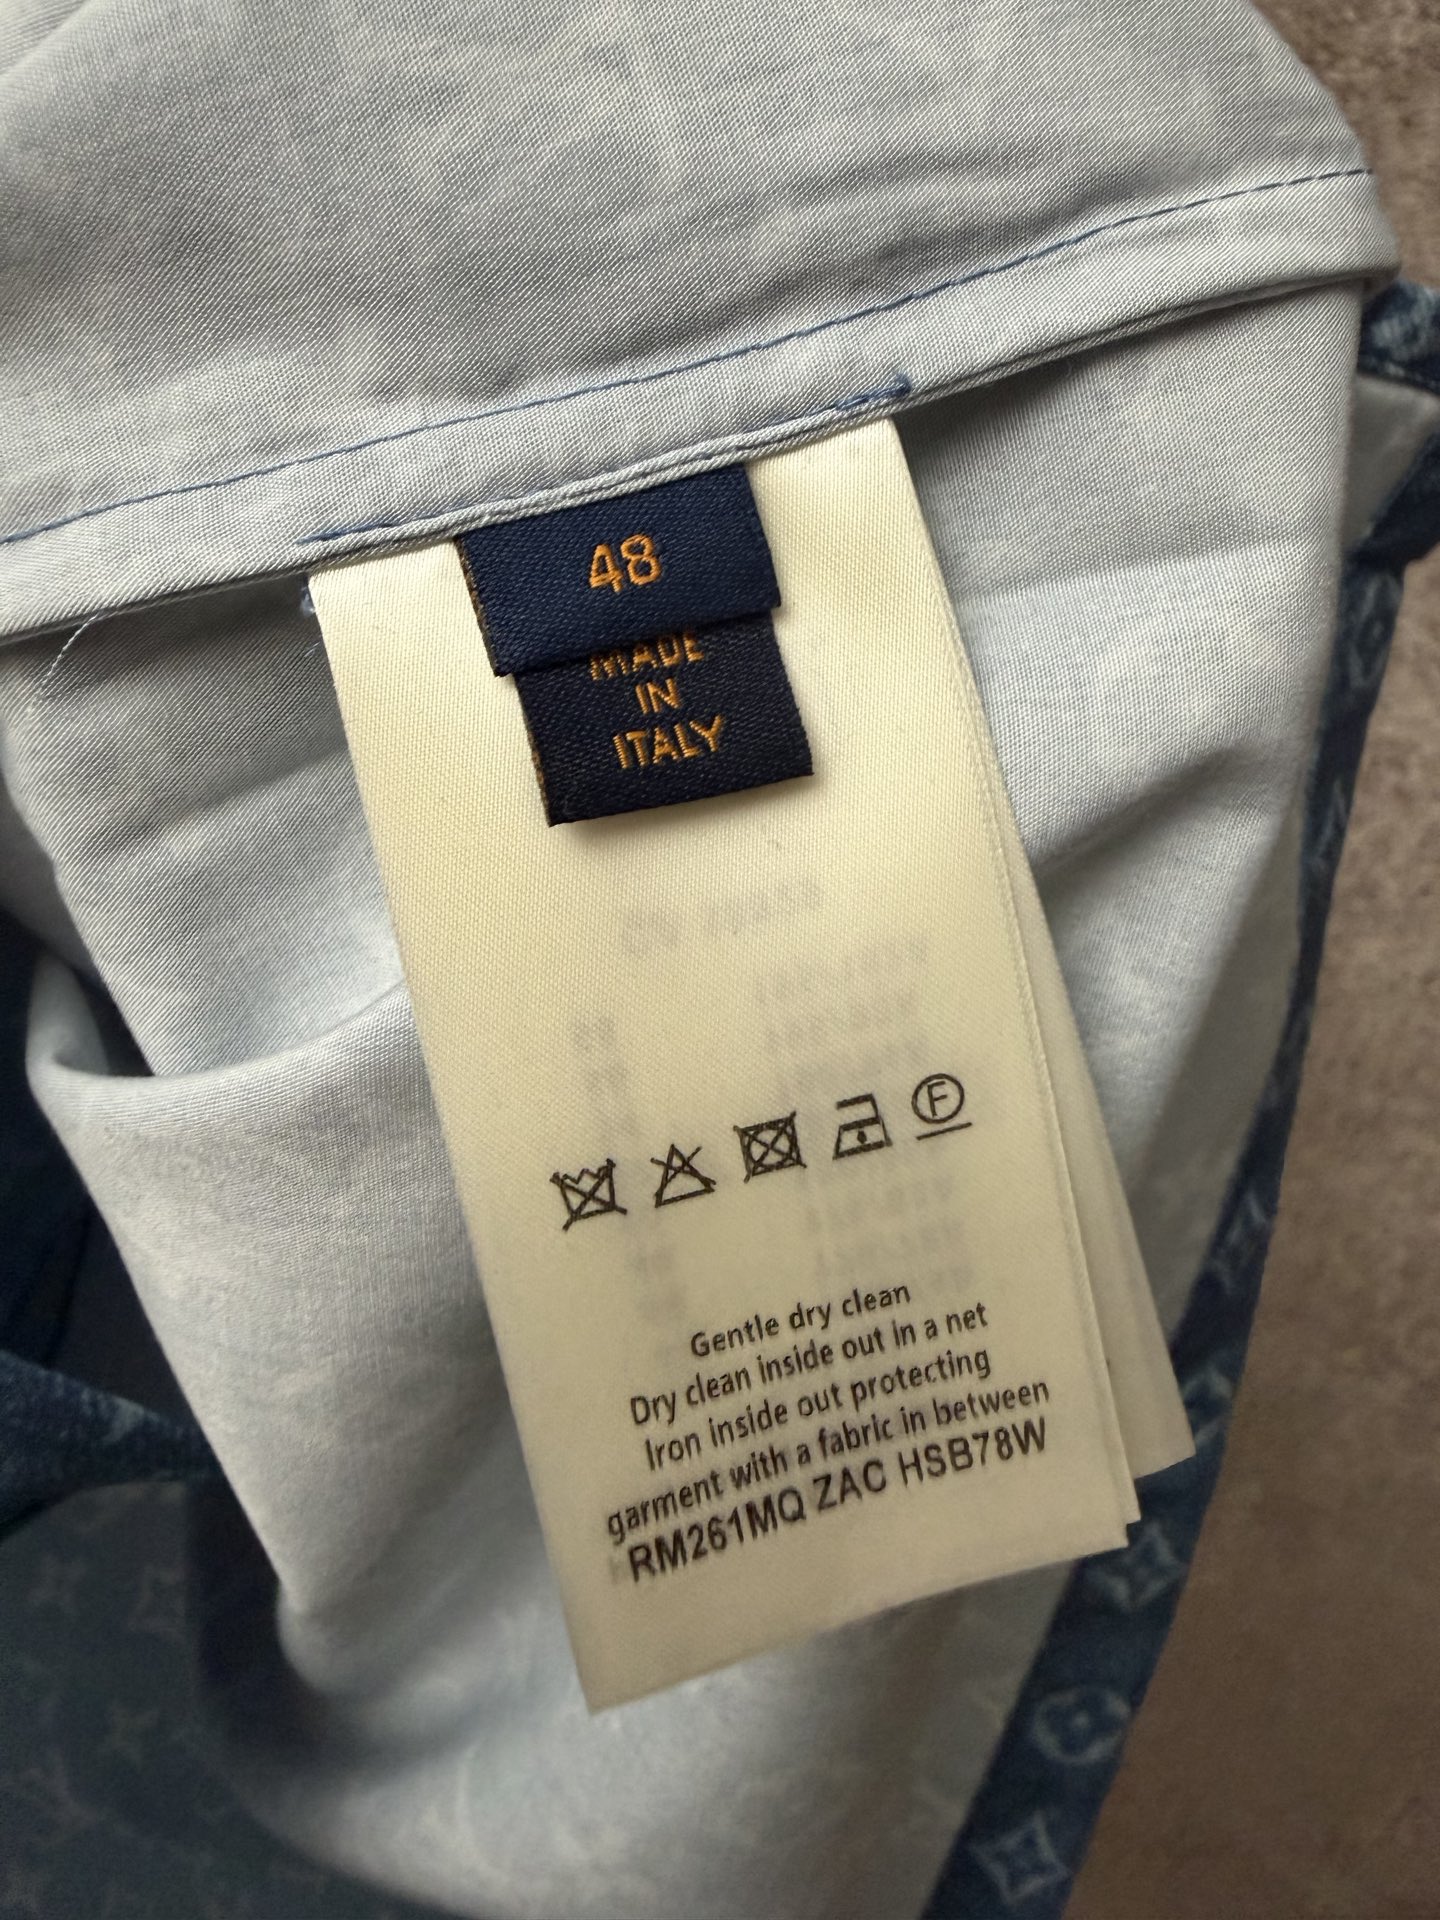 48
MADE
IN
ITALY
F
Gentle dry clean
Dry clean inside out in a net
Iron inside out protecting
garment with a fabric in between
RM261MQ ZAC HSB78W